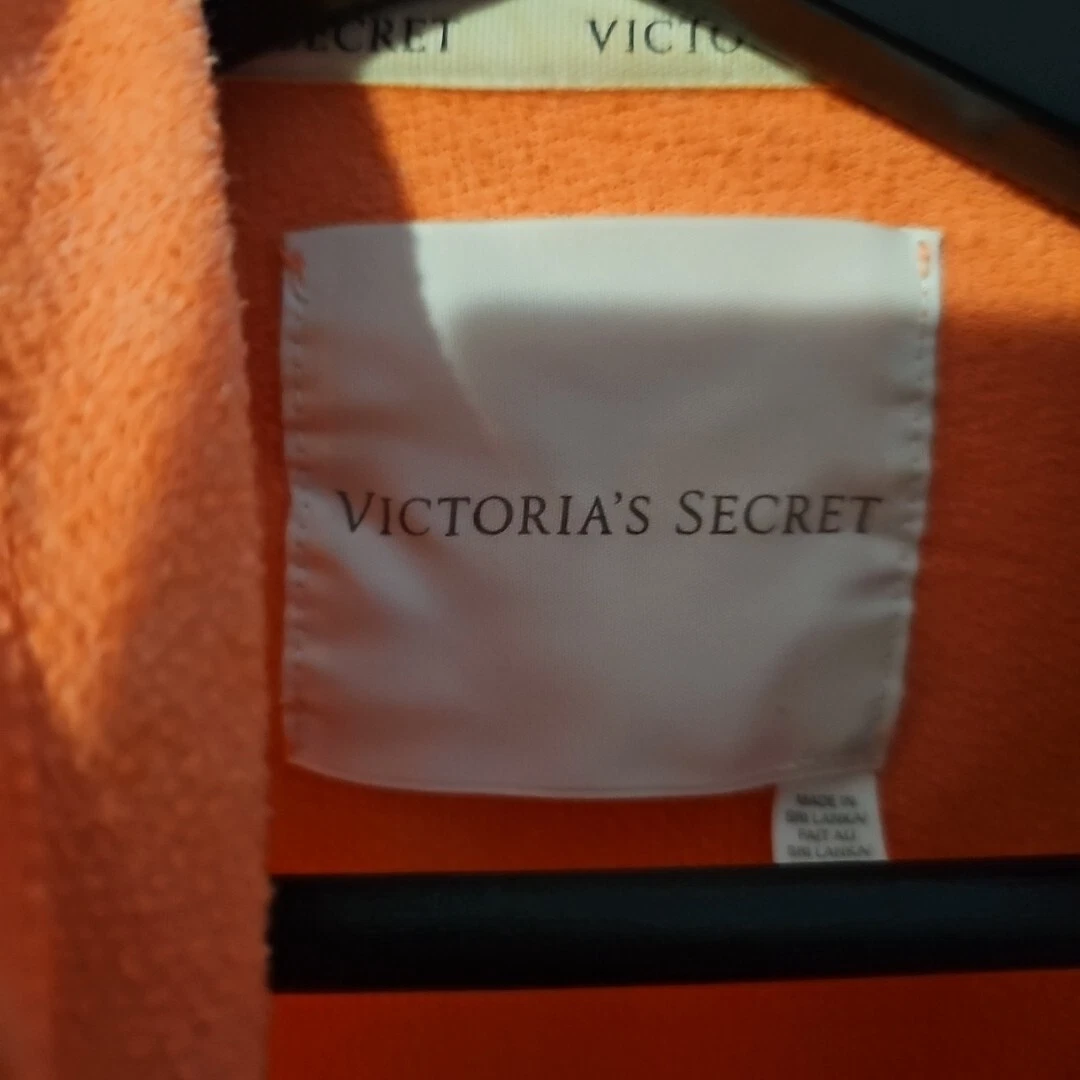 ECRET VICTO
VICTORIA'S SECRET
MADE IN
SRI LANKA/
FAIT AU
SRI LANKA/